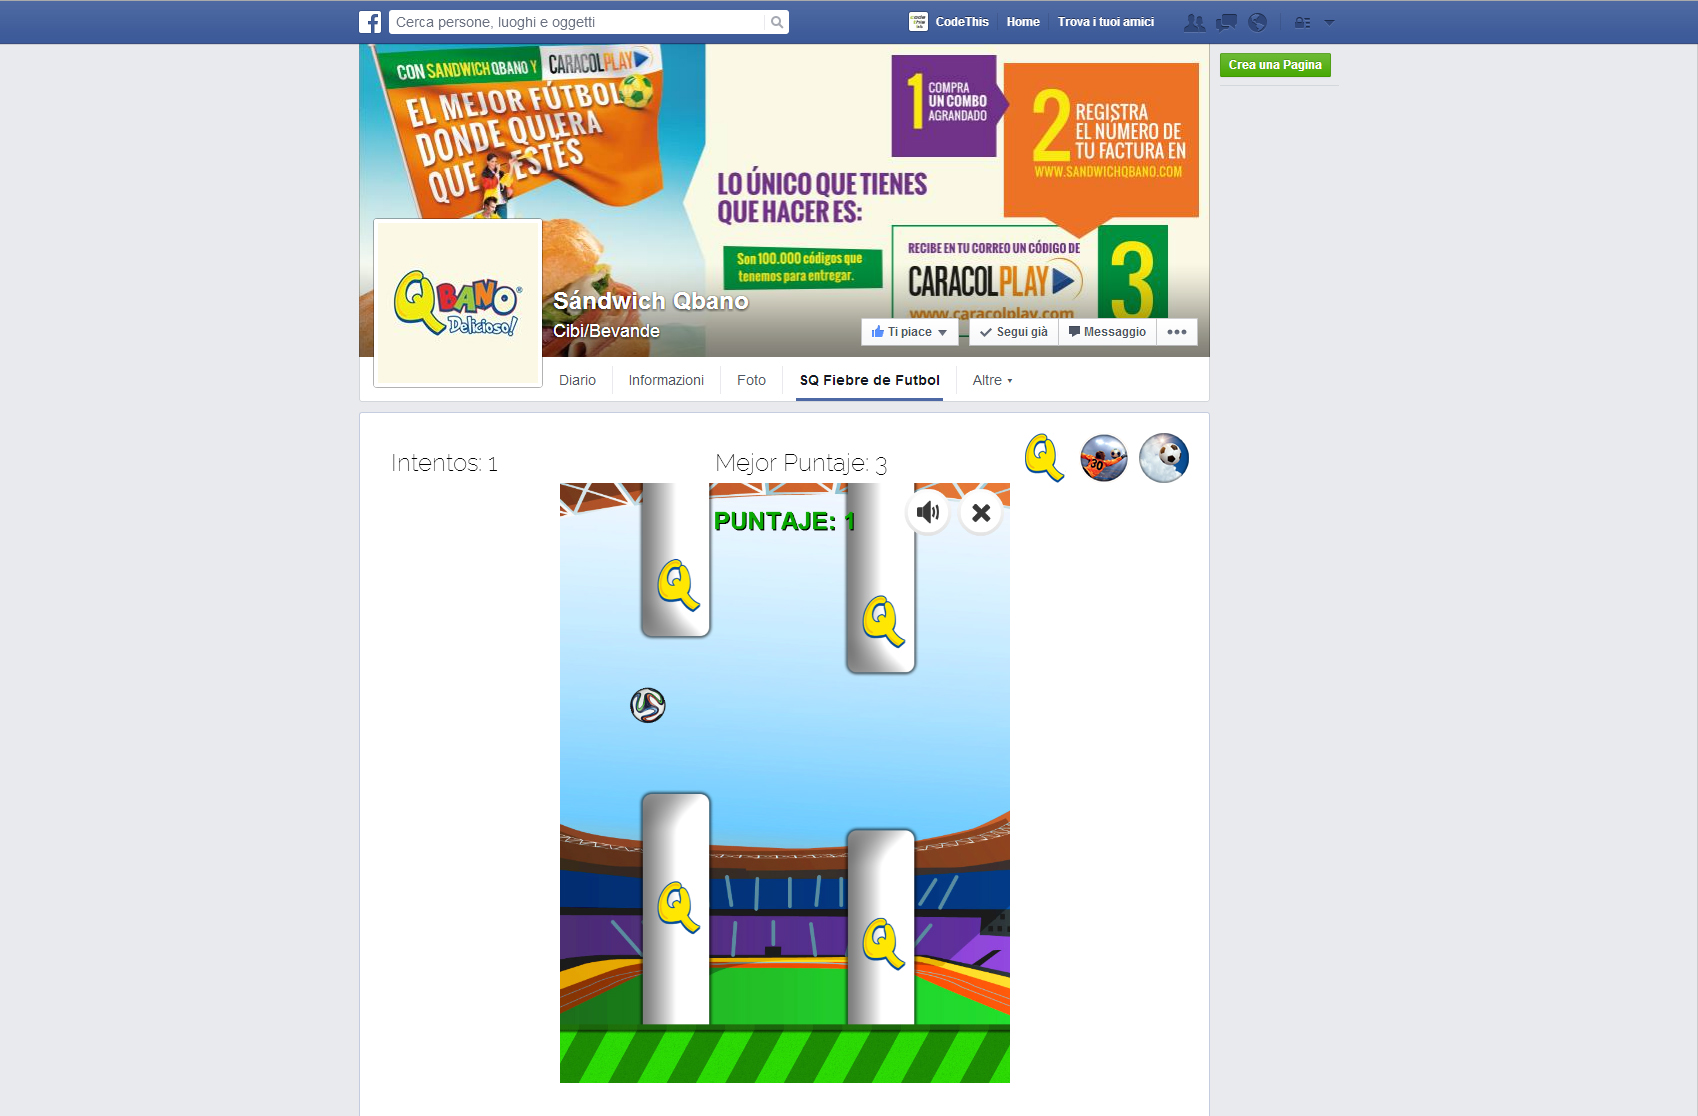 Cerca persone, luoghi e oggetti
CodeThis
Home
Trova i tuoi amici
Crea una Pagina
CON SANDWICH QBANO Y CARACOLPLAY
EL MEJOR FÚTBOL
DONDE QUIERA
QUE ESTÉS
LO ÚNICO QUE TIENES
QUE HACER ES:
Son 100.000 códigos que
tenemos para entregar.
1
COMPRA
UN COMBO
AGRANDADO
2
REGISTRA
EL NÚMERO DE
TU FACTURA EN
WWW.SANDWICHQBANO.COM
RECIBE EN TU CORREO UN CÓDIGO DE
CARACOLPLAY
www.caracolplay.com
3
QBANO®
Delicioso!
Sándwich Qbano
Cibi/Bevande
Ti piace
Segui già
Messaggio
Diario
Informazioni
Foto
SQ Fiebre de Futbol
Altre
Intentos: 1
Mejor Puntaje: 3
Q
30
PUNTAJE: 1
Q
Q
Q
Q